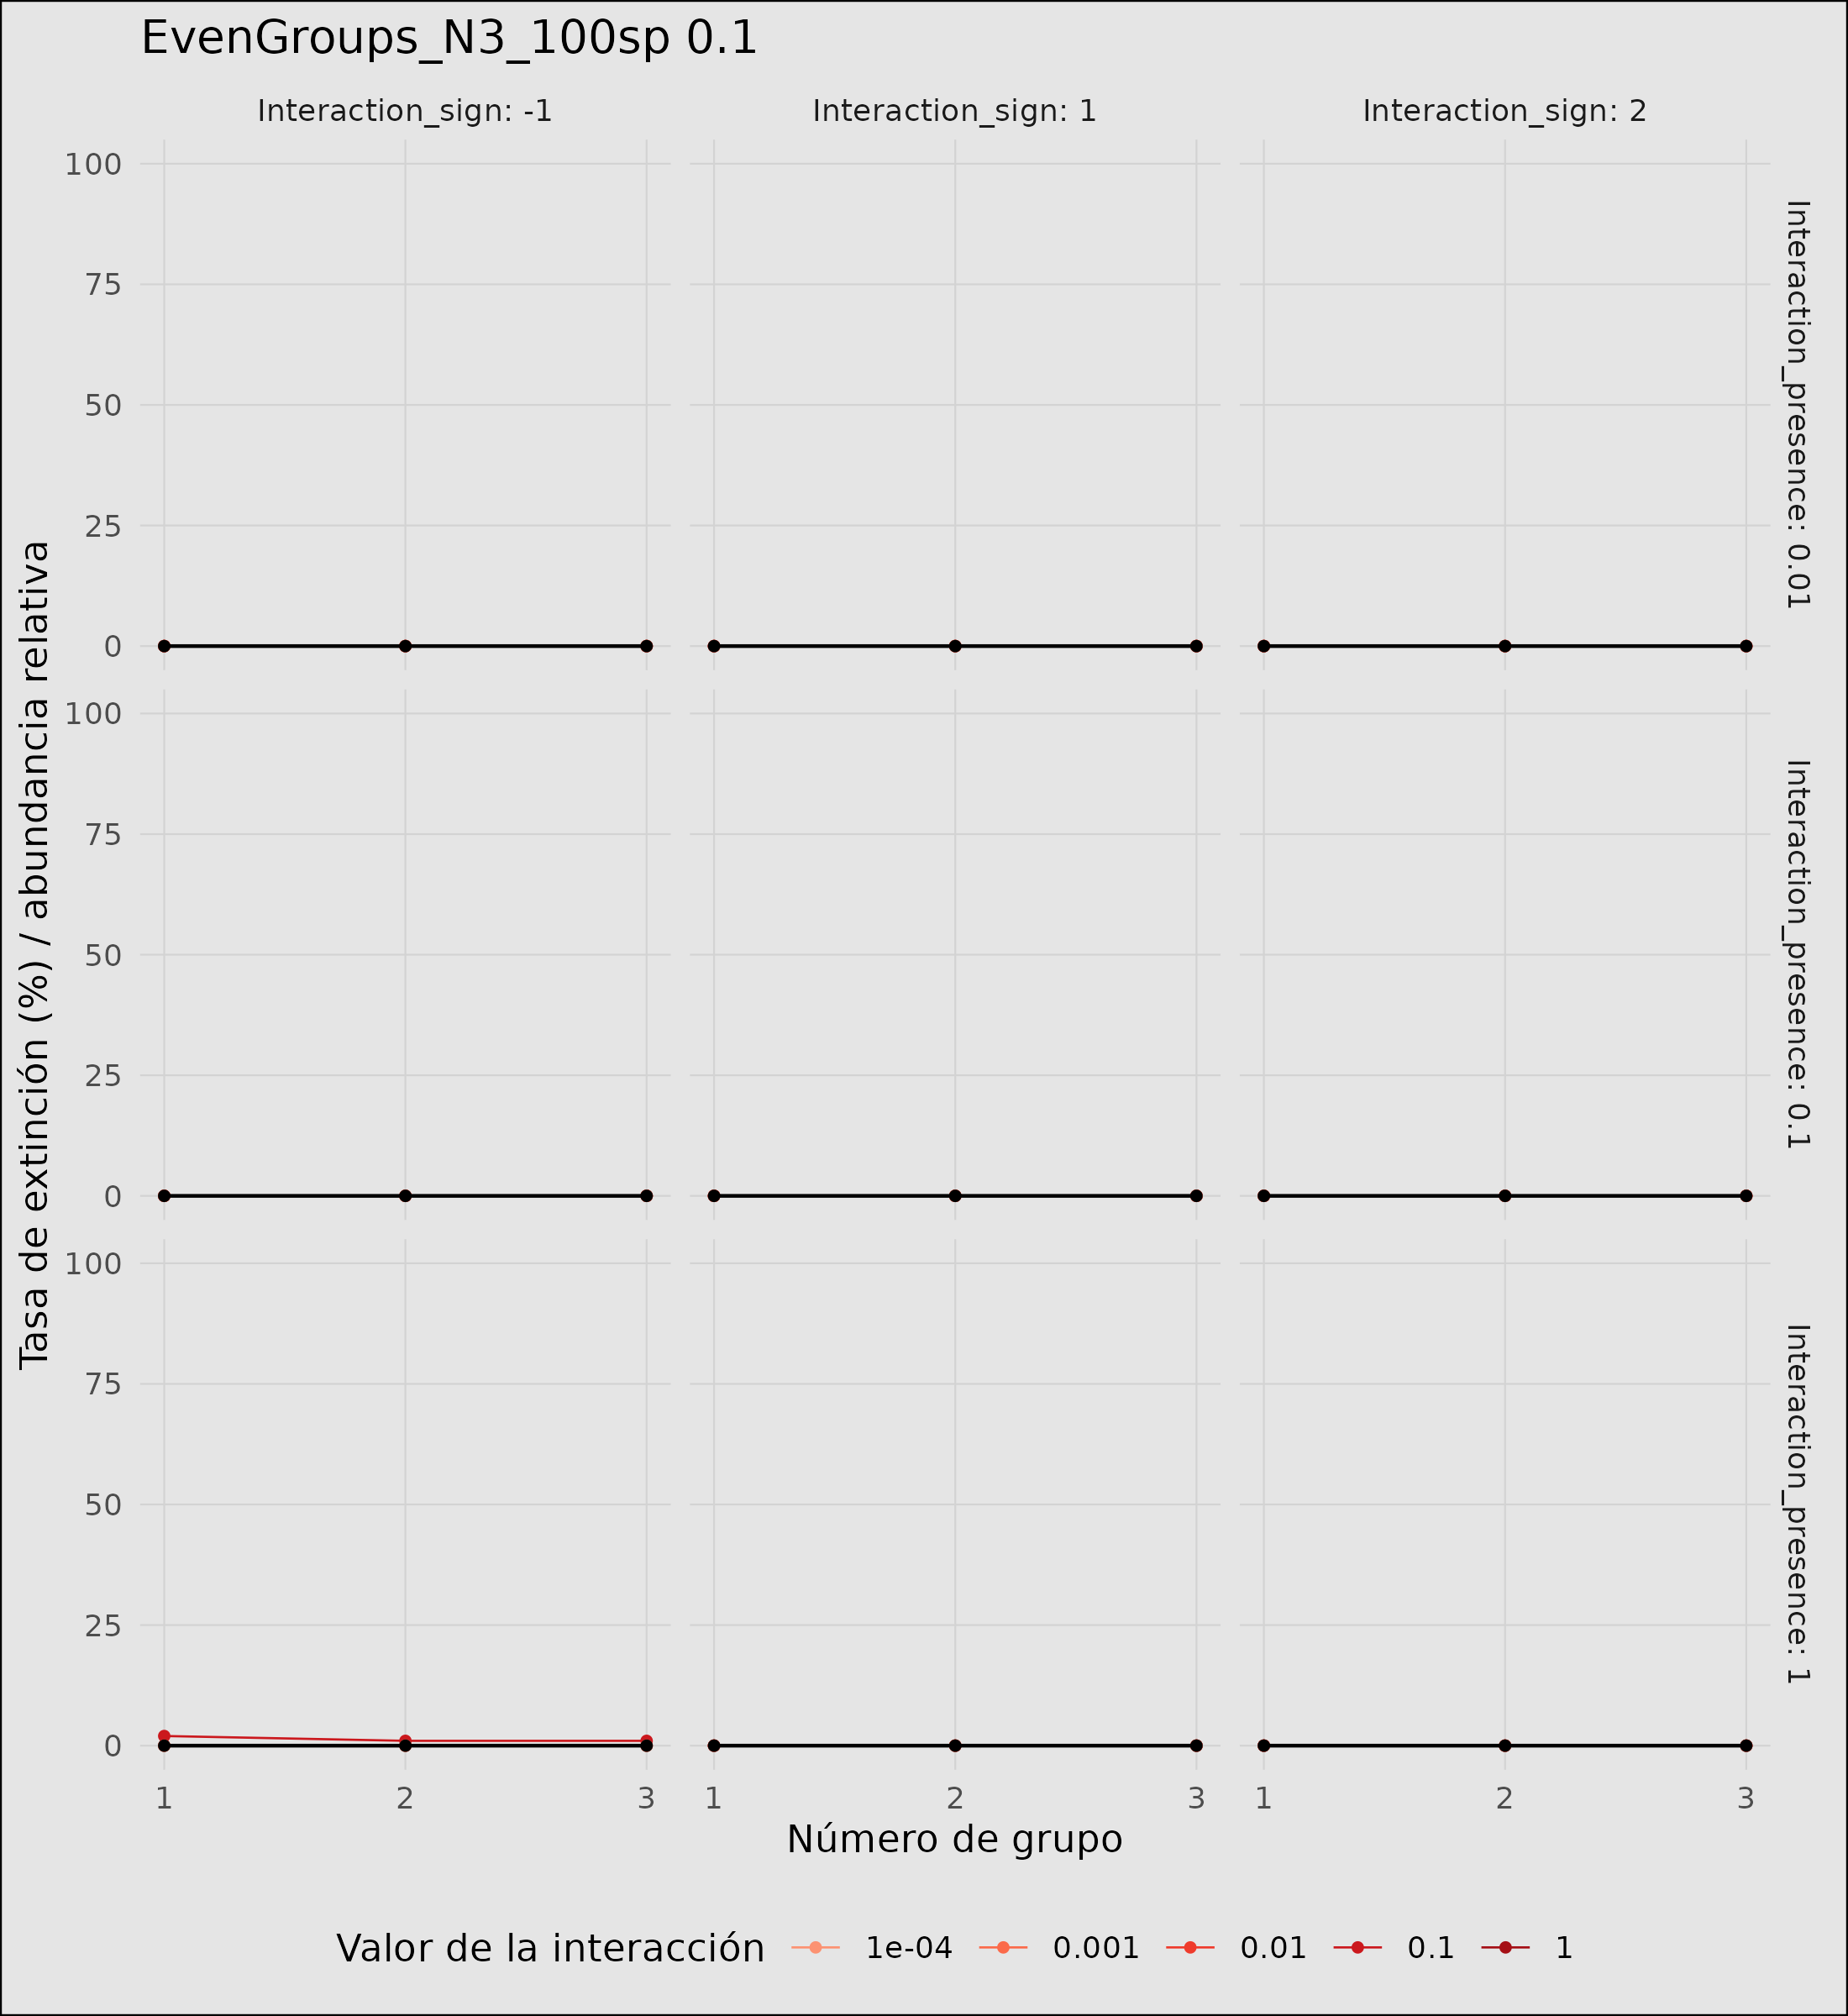 EvenGroups_N3_100sp 0.1
Interaction_sign: -1
Interaction_sign: 1
Interaction_sign: 2
Tasa de extinción (%) / abundancia relativa
100
75
50
25
0
Interaction_presence: 0.01
100
75
50
25
0
Interaction_presence: 0.1
100
75
50
25
0
Interaction_presence: 1
1 2 3
1 2 3
1 2 3
Número de grupo
Valor de la interacción 1e-04 0.001 0.01 0.1 1